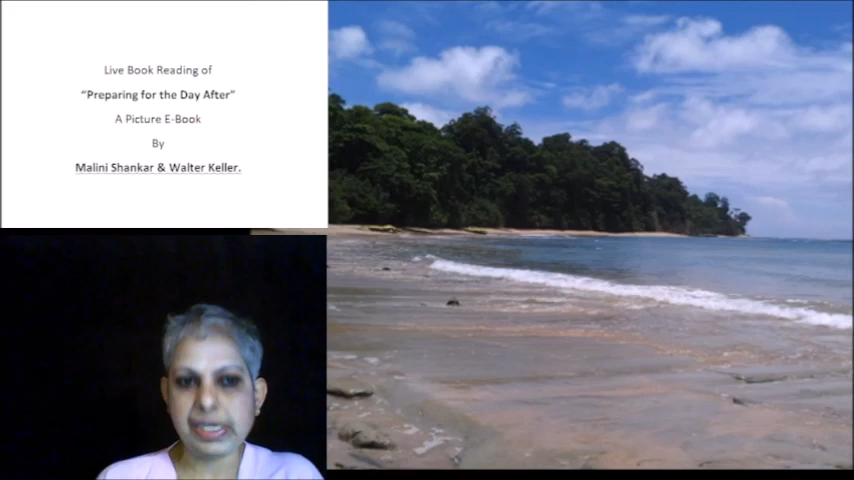 Live Book Reading of
“Preparing for the Day After”
A Picture E-Book
By
Malini Shankar & Walter Keller.